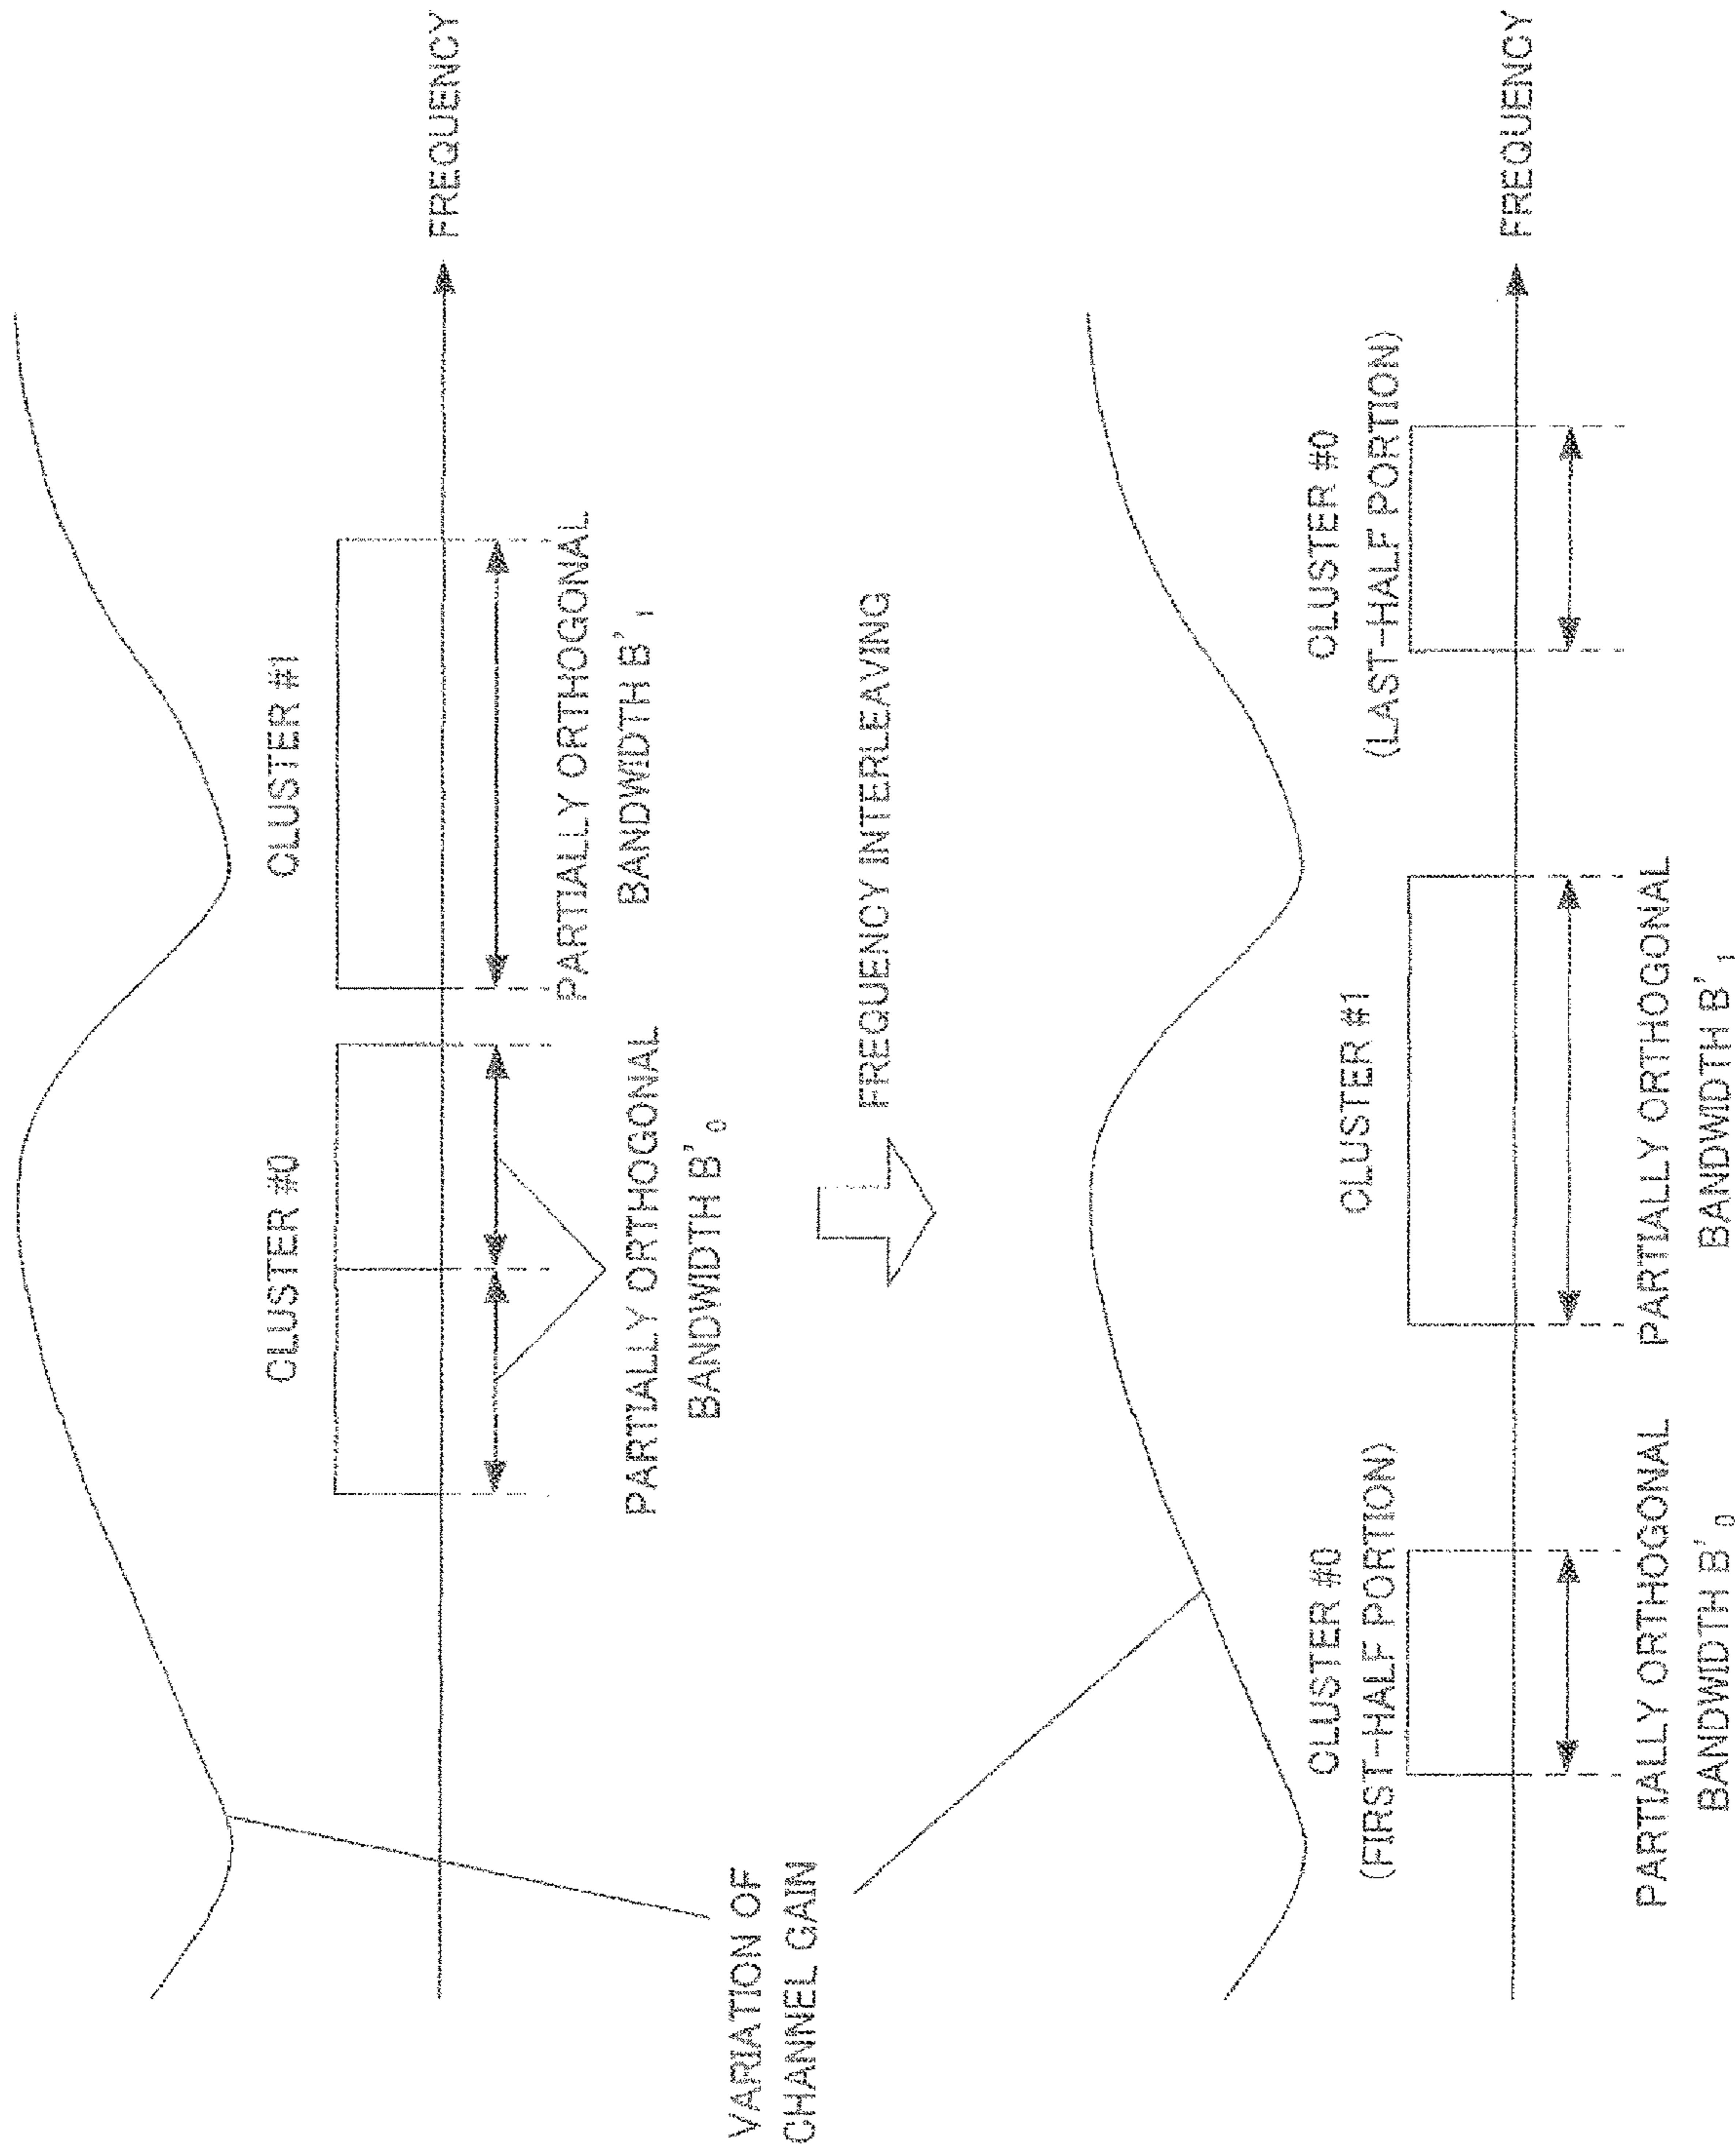 VARIATION OF
CHANNEL GAIN
CLUSTER #0
CLUSTER #1
FREQUENCY
PARTIALLY ORTHOGONAL
BANDWIDTH B'0
PARTIALLY ORTHOGONAL
BANDWIDTH B'1
FREQUENCY INTERLEAVING
CLUSTER #0
(FIRST-HALF PORTION)
CLUSTER #1
CLUSTER #0
(LAST-HALF PORTION)
FREQUENCY
PARTIALLY ORTHOGONAL
BANDWIDTH B'0
PARTIALLY ORTHOGONAL
BANDWIDTH B'1